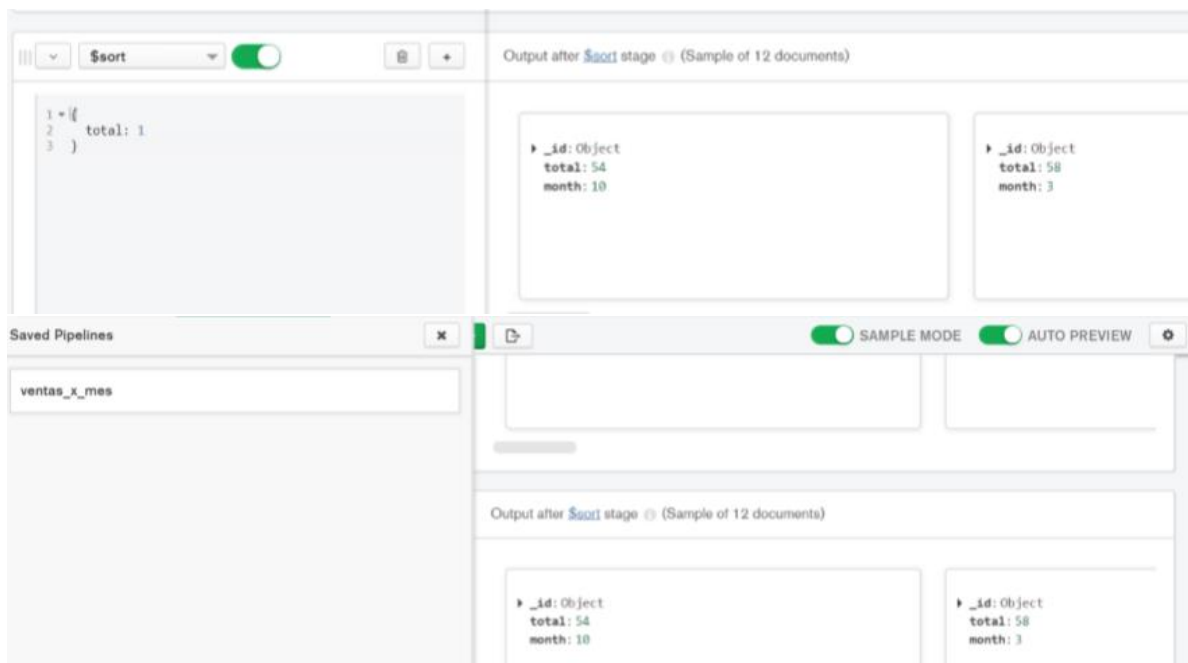 $sort
Output after $sort stage (Sample of 12 documents)
1 {
2 total: 1
3 }
_id: Object
total: 54
month: 10
_id: Object
total: 58
month: 3
Saved Pipelines
SAMPLE MODE
AUTO PREVIEW
ventas_x_mes
Output after $sort stage (Sample of 12 documents)
_id: Object
total: 54
month: 10
_id: Object
total: 58
month: 3